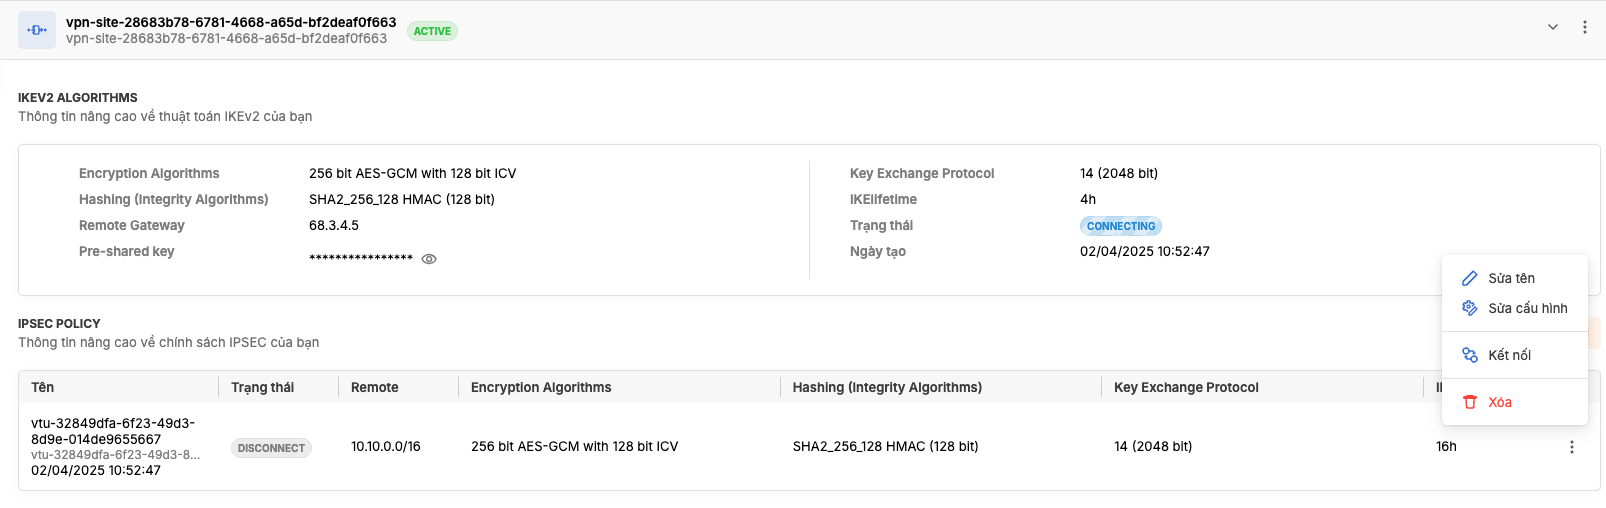 vpn-site-28683b78-6781-4668-a65d-bf2deaf0f663
vpn-site-28683b78-6781-4668-a65d-bf2deaf0f663
ACTIVE
IKEV2 ALGORITHMS
Thông tin nâng cao về thuật toán IKEv2 của bạn
Encryption Algorithms 256 bit AES-GCM with 128 bit ICV
Hashing (Integrity Algorithms) SHA2_256_128 HMAC (128 bit)
Remote Gateway 68.3.4.5
Pre-shared key ****************
Key Exchange Protocol 14 (2048 bit)
IKElifetime 4h
Trạng thái CONNECTING
Ngày tạo 02/04/2025 10:52:47
Sửa tên
Sửa cấu hình
Kết nối
Xóa
IPSEC POLICY
Thông tin nâng cao về chính sách IPSEC của bạn
Tên Trạng thái Remote Encryption Algorithms Hashing (Integrity Algorithms) Key Exchange Protocol
vtu-32849dfa-6f23-49d3-
8d9e-014de9655667
vtu-32849dfa-6f23-49d3-8...
02/04/2025 10:52:47
DISCONNECT 10.10.0.0/16 256 bit AES-GCM with 128 bit ICV SHA2_256_128 HMAC (128 bit) 14 (2048 bit) 16h